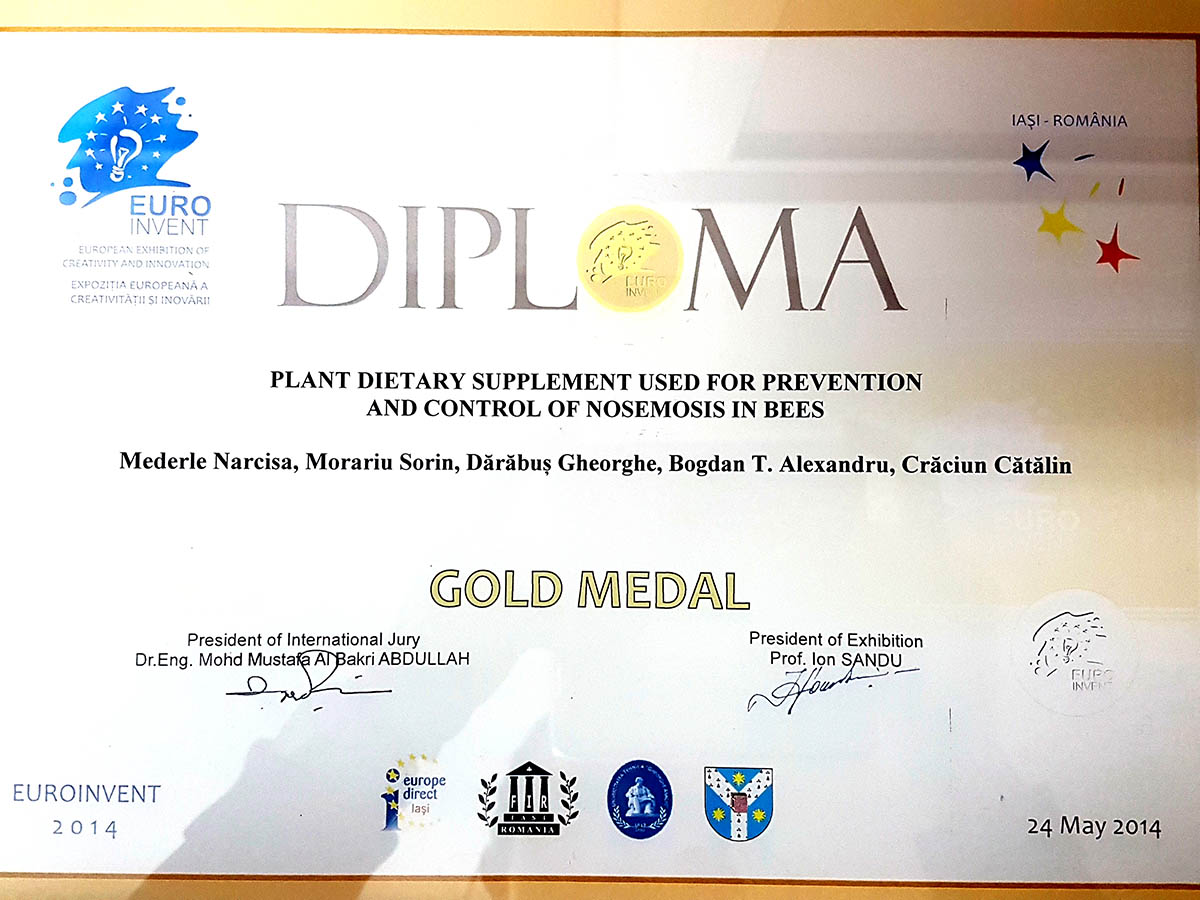 EURO
INVENT
EUROPEAN EXHIBITION OF
CREATIVITY AND INNOVATION
EXPOZIȚIA EUROPEANĂ A
CREATIVITĂȚII ȘI INOVĂRII
IAȘI - ROMÂNIA
DIPLOMA
EURO
INVENT
PLANT DIETARY SUPPLEMENT USED FOR PREVENTION
AND CONTROL OF NOSEMOSIS IN BEES
Mederle Narcisa, Morariu Sorin, Dărăbuș Gheorghe, Bogdan T. Alexandru, Crăciun Cătălin
GOLD MEDAL
President of International Jury
Dr.Eng. Mohd Mustafa Al Bakri ABDULLAH
President of Exhibition
Prof. Ion SANDU
EURO
INVENT
EUROINVENT
2014
europe
direct
Iași
FIR
IASI
ROMANIA
24 May 2014